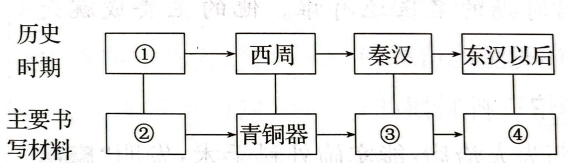 历史
时期
① 西周 秦汉 东汉以后
主要书
写材料
② 青铜器 ③ ④